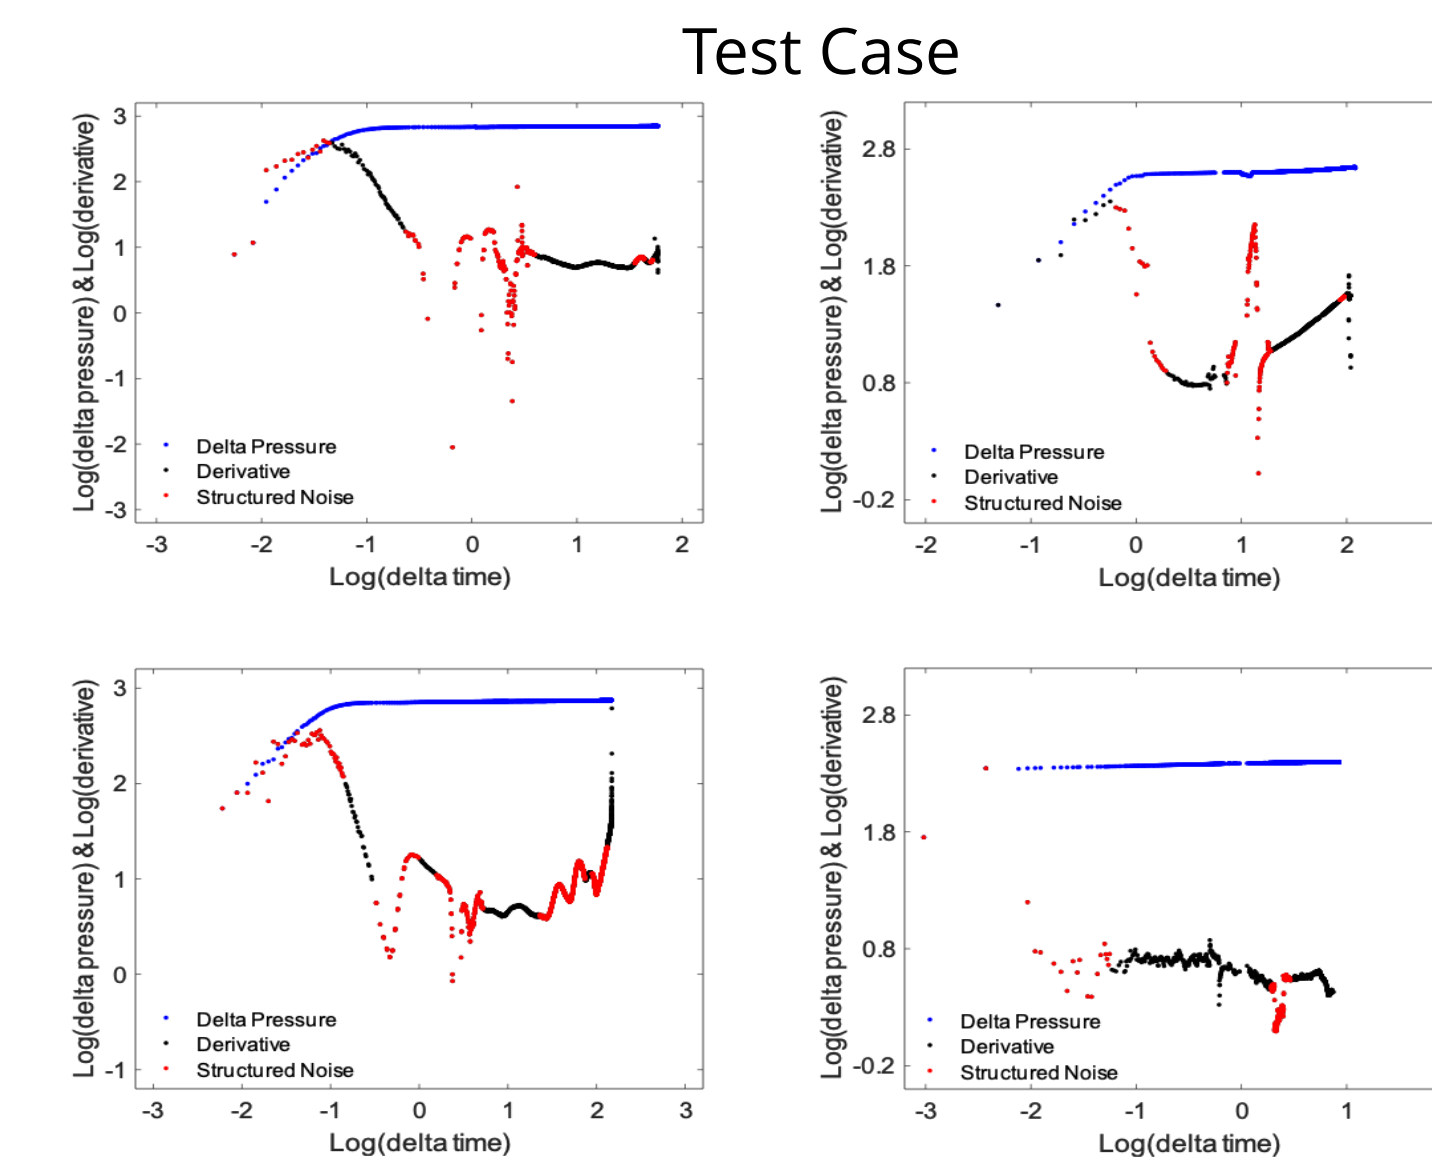 Test Case
Log(delta pressure) & Log(derivative)
3
2
1
0
-1
-2
-3
Delta Pressure
Derivative
Structured Noise
-3 -2 -1 0 1 2
Log(delta time)
Log(delta pressure) & Log(derivative)
2.8
1.8
0.8
-0.2
Delta Pressure
Derivative
Structured Noise
-2 -1 0 1 2
Log(delta time)
Log(delta pressure) & Log(derivative)
3
2
1
0
-1
Delta Pressure
Derivative
Structured Noise
-3 -2 -1 0 1 2 3
Log(delta time)
Log(delta pressure) & Log(derivative)
2.8
1.8
0.8
-0.2
Delta Pressure
Derivative
Structured Noise
-3 -2 -1 0 1
Log(delta time)